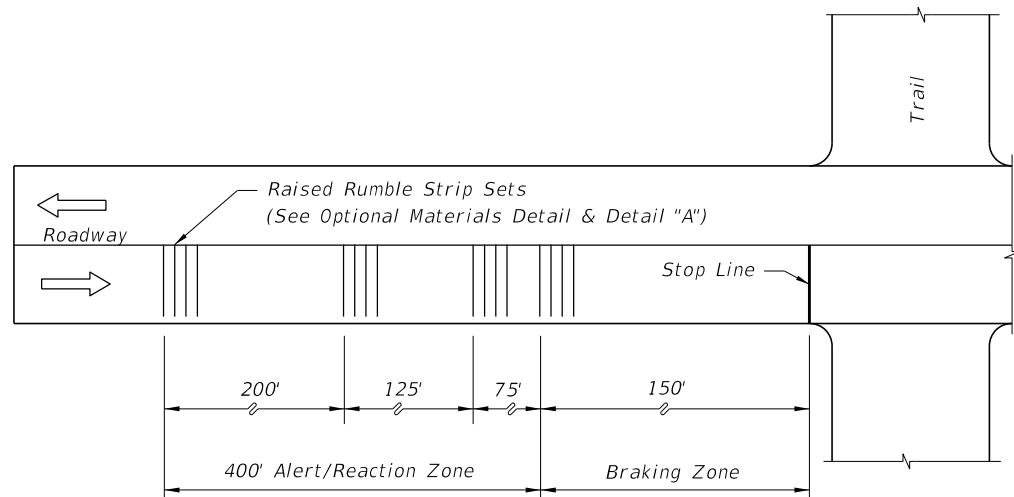 Trail
Raised Rumble Strip Sets
(See Optional Materials Detail & Detail "A")
Roadway
Stop Line
200'
125'
75'
150'
400' Alert/Reaction Zone
Braking Zone